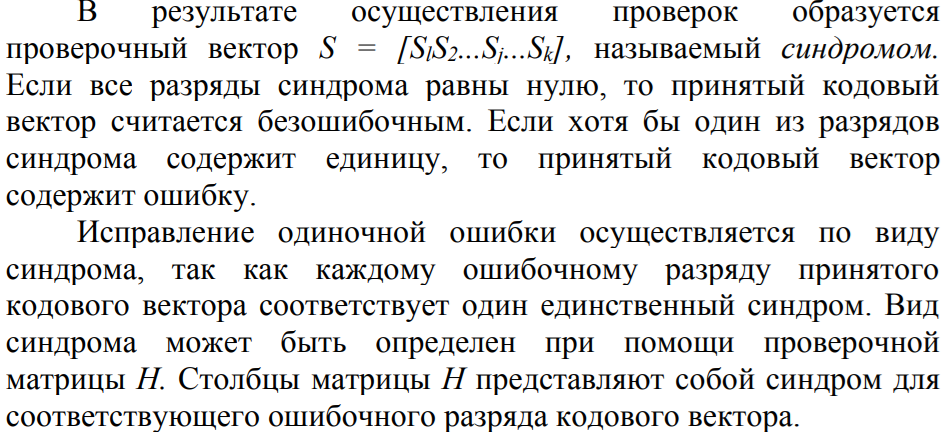 В результате осуществления проверок образуется
проверочный вектор S = [SlS2...Sj...Sk], называемый синдромом.
Если все разряды синдрома равны нулю, то принятый кодовый
вектор считается безошибочным. Если хотя бы один из разрядов
синдрома содержит единицу, то принятый кодовый вектор
содержит ошибку.
Исправление одиночной ошибки осуществляется по виду
синдрома, так как каждому ошибочному разряду принятого
кодового вектора соответствует один единственный синдром. Вид
синдрома может быть определен при помощи проверочной
матрицы H. Столбцы матрицы H представляют собой синдром для
соответствующего ошибочного разряда кодового вектора.